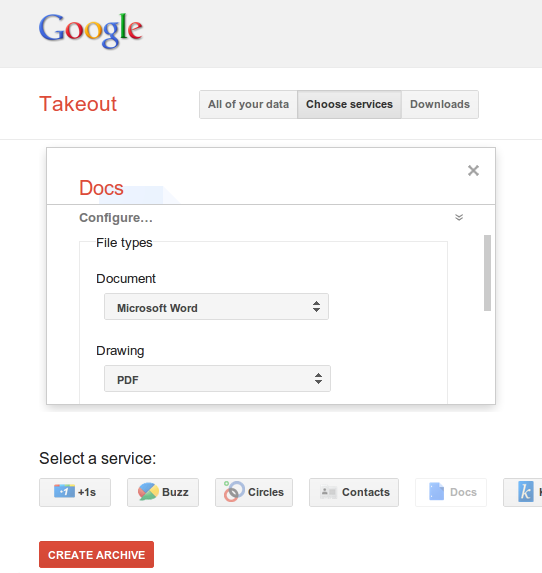 Google
Takeout
All of your data Choose services Downloads
Docs
Configure...
File types
Document
Microsoft Word
Drawing
PDF
Select a service:
+1 +1s Buzz Circles Contacts Docs k
CREATE ARCHIVE